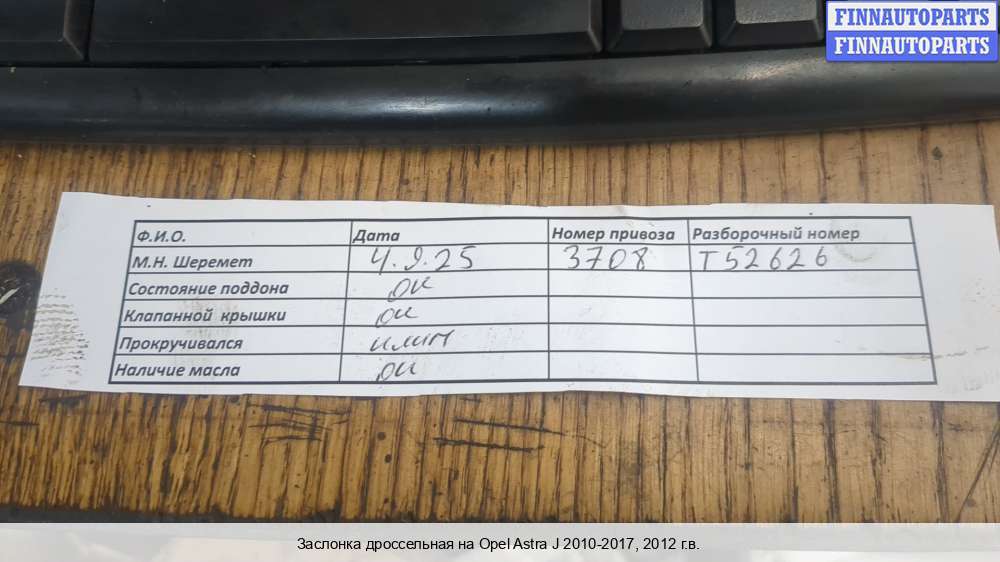 FINNAUTOPARTS
FINNAUTOPARTS
Ф.И.О. Дата Номер привоза Разборочный номер
М.Н. Шеремет 4.9.25 3708 Т52626
Состояние поддона ок
Клапанной крышки ок
Прокручивался
Наличие масла ок
Заслонка дроссельная на Opel Astra J 2010-2017, 2012 г.в.